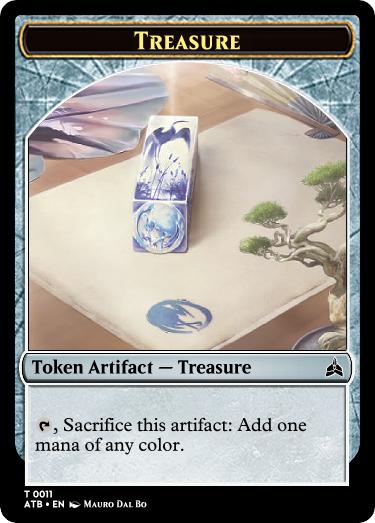 Treasure
Token Artifact — Treasure
, Sacrifice this artifact: Add one
mana of any color.
T 0011
ATB • EN Mauro Dal Bo